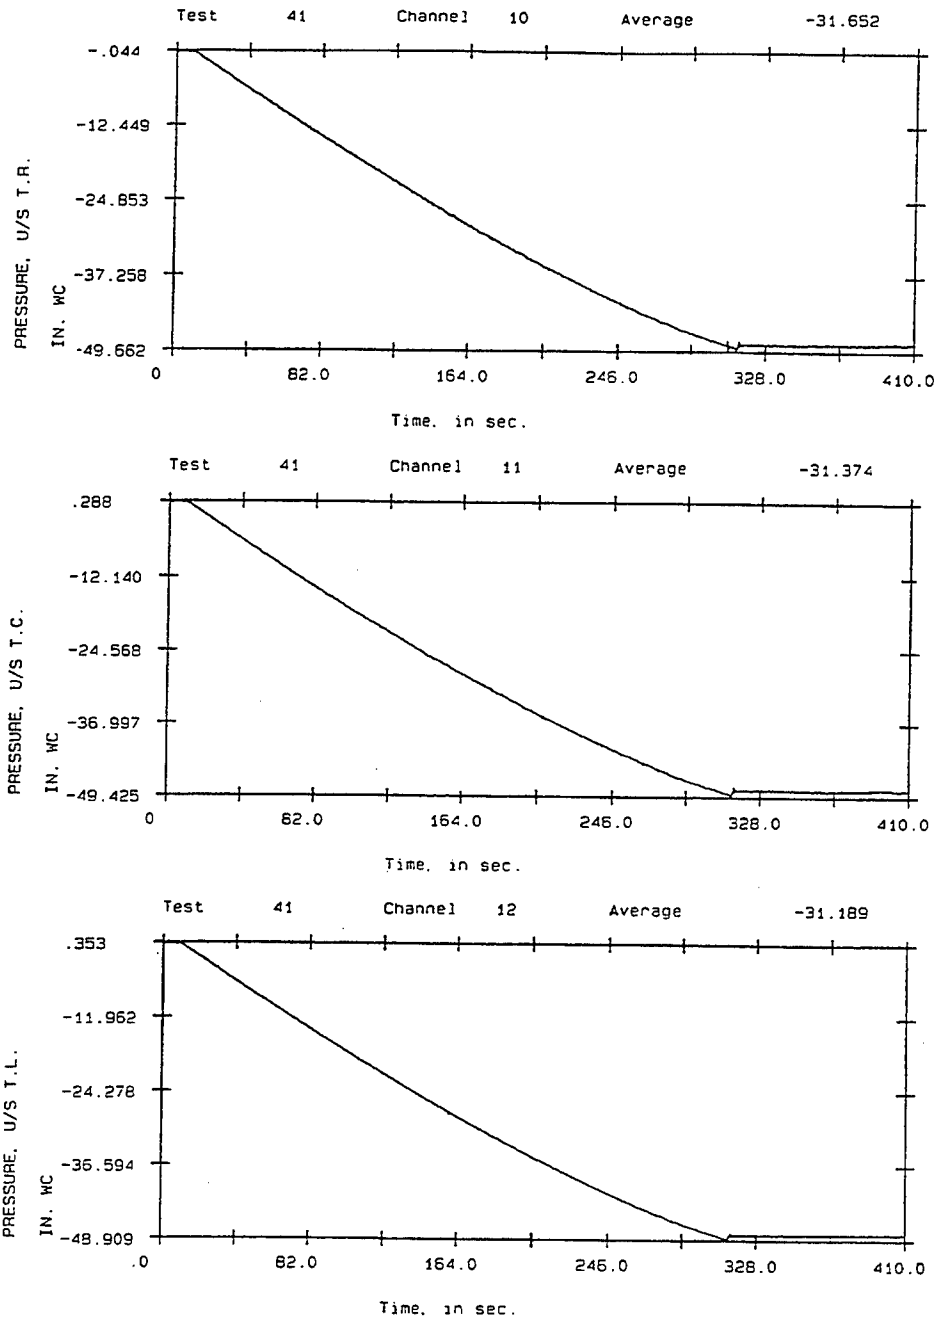 Test 41 Channel 10 Average -31.652
-.044
-12.449
-24.853
-37.258
-49.662
PRESSURE, U/S T.R.
IN. WC
0 82.0 164.0 246.0 328.0 410.0
Time, in sec.
Test 41 Channel 11 Average -31.374
.288
-12.140
-24.568
-36.997
-49.425
PRESSURE, U/S T.C.
IN. WC
0 82.0 164.0 246.0 328.0 410.0
Time, in sec.
Test 41 Channel 12 Average -31.189
.353
-11.962
-24.278
-36.594
-48.909
PRESSURE, U/S T.L.
IN. WC
.0 82.0 164.0 246.0 328.0 410.0
Time, in sec.